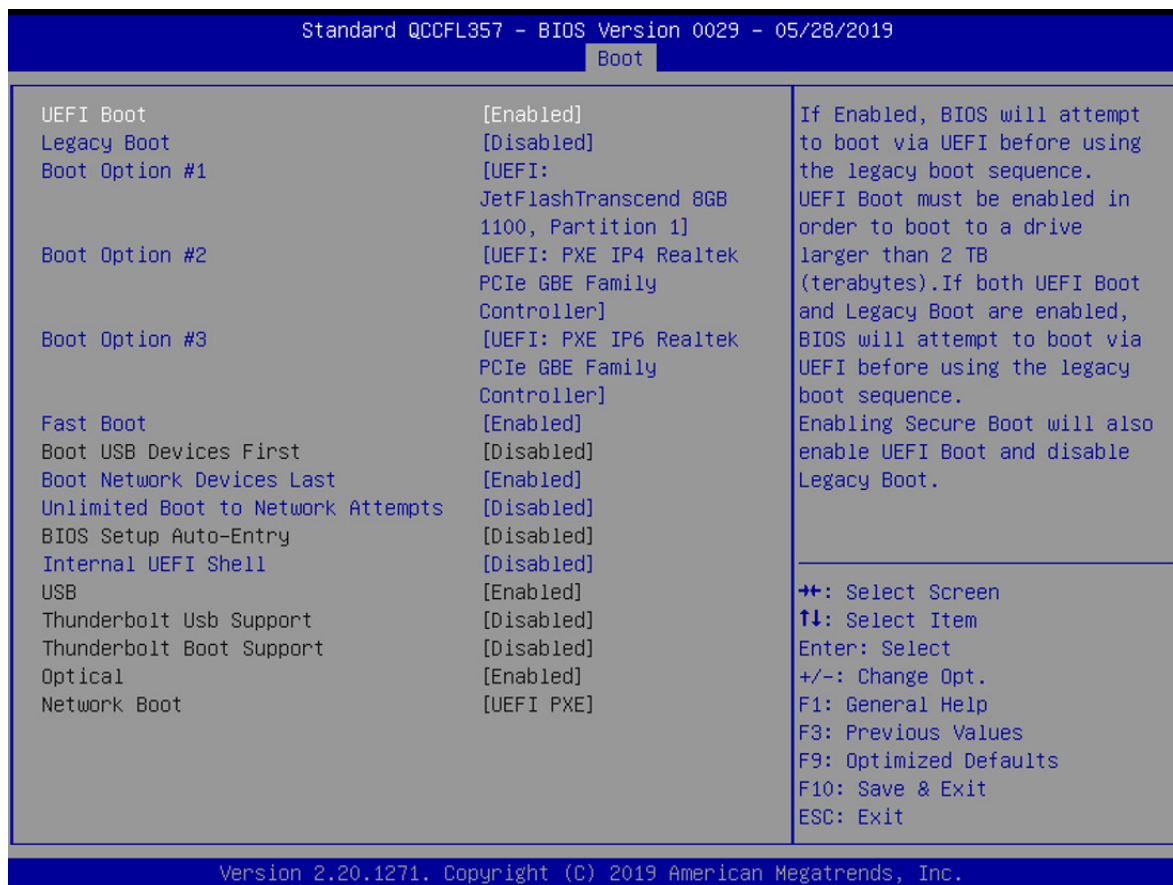 Standard QCCFL357 – BIOS Version 0029 – 05/28/2019
Boot
UEFI Boot [Enabled]
Legacy Boot [Disabled]
Boot Option #1 [UEFI:
JetFlashTranscend 8GB
1100, Partition 1]
Boot Option #2 [UEFI: PXE IP4 Realtek
PCIe GBE Family
Controller]
Boot Option #3 [UEFI: PXE IP6 Realtek
PCIe GBE Family
Controller]
Fast Boot [Enabled]
Boot USB Devices First [Disabled]
Boot Network Devices Last [Enabled]
Unlimited Boot to Network Attempts [Disabled]
BIOS Setup Auto-Entry [Disabled]
Internal UEFI Shell [Disabled]
USB [Enabled]
Thunderbolt Usb Support [Disabled]
Thunderbolt Boot Support [Disabled]
Optical [Enabled]
Network Boot [UEFI PXE]
If Enabled, BIOS will attempt
to boot via UEFI before using
the legacy boot sequence.
UEFI Boot must be enabled in
order to boot to a drive
larger than 2 TB
(terabytes).If both UEFI Boot
and Legacy Boot are enabled,
BIOS will attempt to boot via
UEFI before using the legacy
boot sequence.
Enabling Secure Boot will also
enable UEFI Boot and disable
Legacy Boot.
→←: Select Screen
↑↓: Select Item
Enter: Select
+/-: Change Opt.
F1: General Help
F3: Previous Values
F9: Optimized Defaults
F10: Save & Exit
ESC: Exit
Version 2.20.1271. Copyright (C) 2019 American Megatrends, Inc.